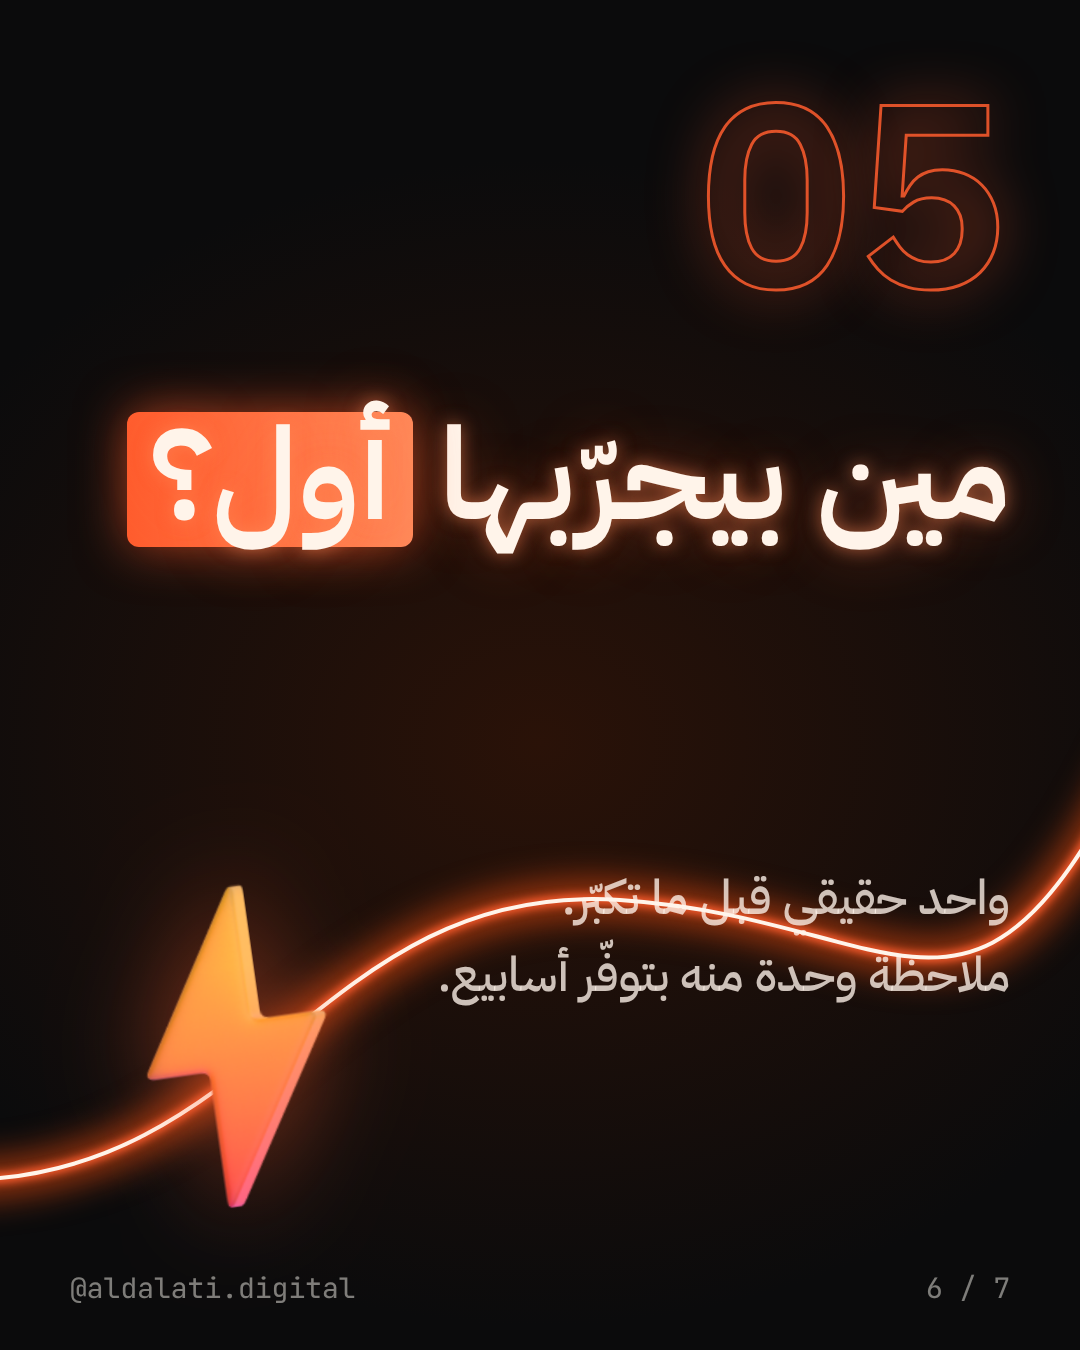 05
مين بيجرّبها أول؟
واحد حقيقي قبل ما تكبّر.
ملاحظة وحدة منه بتوفّر أسابيع.
@aldalati.digital
6 / 7